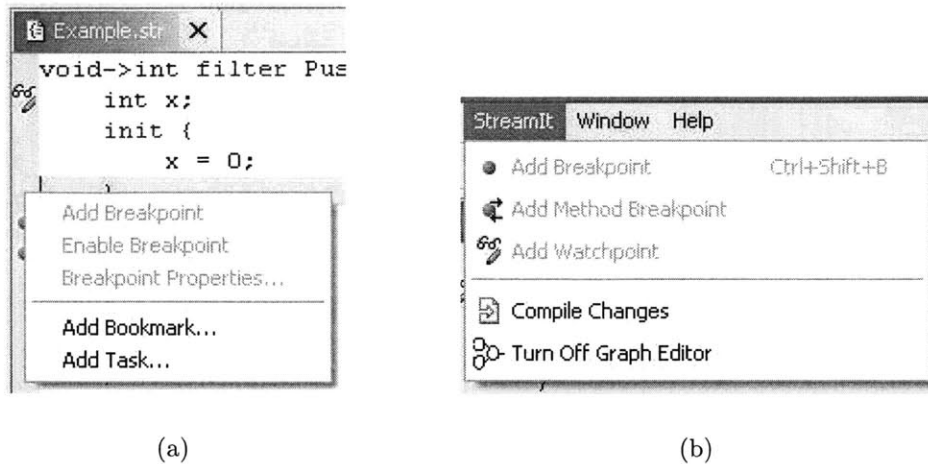 Example.str
void->int filter Pus
int x;
init {
x = 0;
}
Add Breakpoint
Enable Breakpoint
Breakpoint Properties...
Add Bookmark...
Add Task...
(a)
StreamIt Window Help
Add Breakpoint Ctrl+Shift+B
Add Method Breakpoint
Add Watchpoint
Compile Changes
Turn Off Graph Editor
(b)